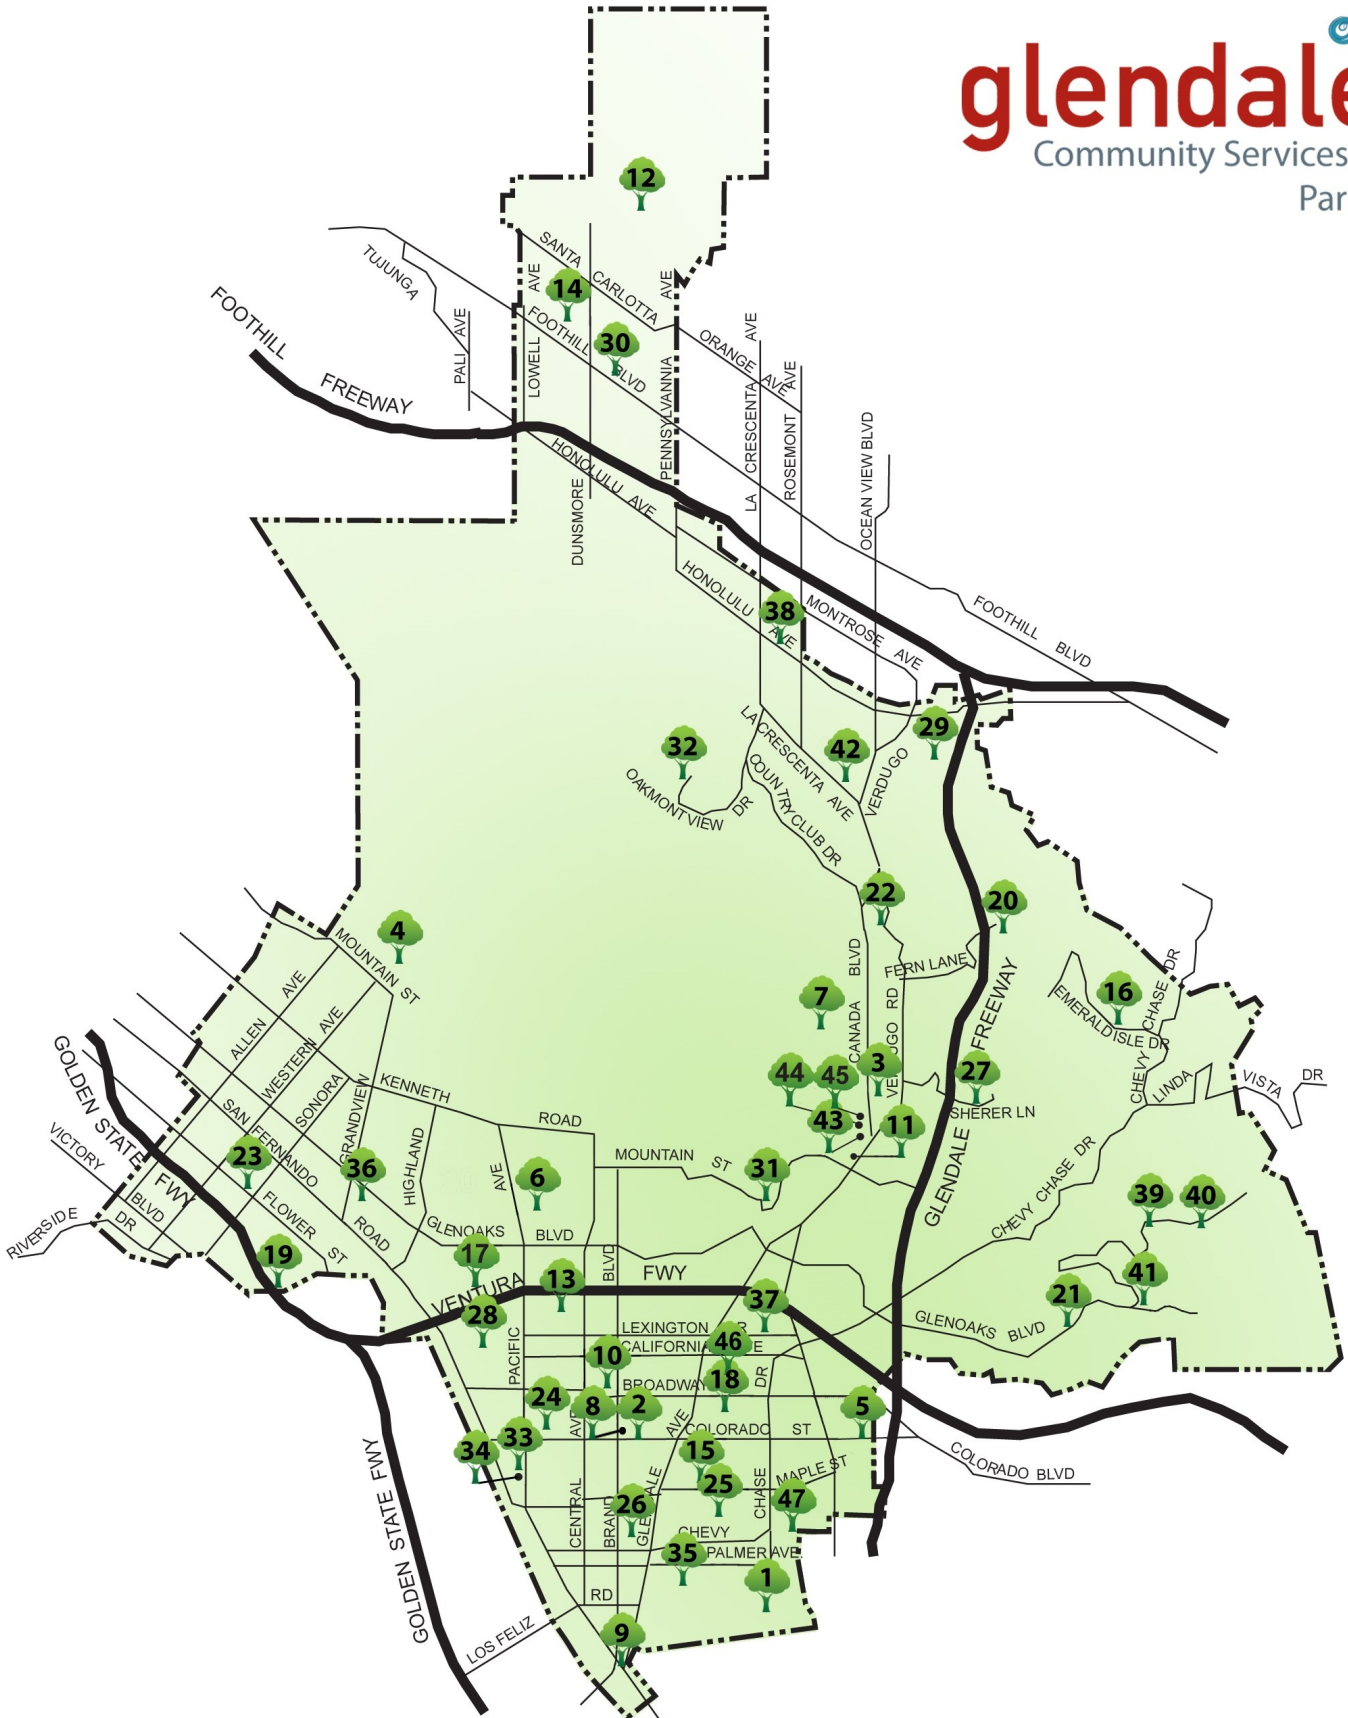 glendale
Community Services
Par
12
SANTA CARLOTTA AVE
TUJUNGA
PALI AVE
LOWELL AVE
14
30
FOOTHILL BLVD
PENNSYLVANNIA AVE
ORANGE AVE
LA CRESCENTA AVE
ROSEMONT AVE
OCEAN VIEW BLVD
FOOTHILL FREEWAY
HONOLULU AVE
DUNSMORE
HONOLULU AVE
38
MONTROSE AVE
FOOTHILL BLVD
29
32
42
LA CRESCENTA AVE
VERDUGO
OAKMONTVIEW DR
COUNTRY CLUB DR
22
20
4
MOUNTAIN ST
FERN LANE
CANADA BLVD
7
16
EMERALD ISLE DR
CHEVY CHASE DR
ALLEN AVE
WESTERN AVE
SONORA
GRANDVIEW
KENNETH ROAD
GOLDEN STATE FWY
SAN FERNANDO ROAD
VICTORY BLVD
FLOWER ST
RIVERSIDE DR
HIGHLAND
44
45
3
VE
UGO RD
27
SHERER LN
LINDA VISTA DR
43
11
GLENDALE FREEWAY
23
36
6
AVE
MOUNTAIN ST
31
CHEVY CHASE DR
39
40
41
21
19
GLENOAKS BLVD
17
13
VENTURA FWY
BLVD
28
37
GLENOAKS BLVD
PACIFIC
LEXINGTON R
CALIFORNIA E
46
10
BROADWAY
18
DR
24
8
2
5
AVE
AVE
COLORADO ST
34
33
15
COLORADO BLVD
25
MAPLE ST
47
CENTRAL
BRAND
26
GLE
ALE
CHASE
CHEVY
35
PALMER AVE.
1
RD
LOS FELIZ
9
GOLDEN STATE FWY